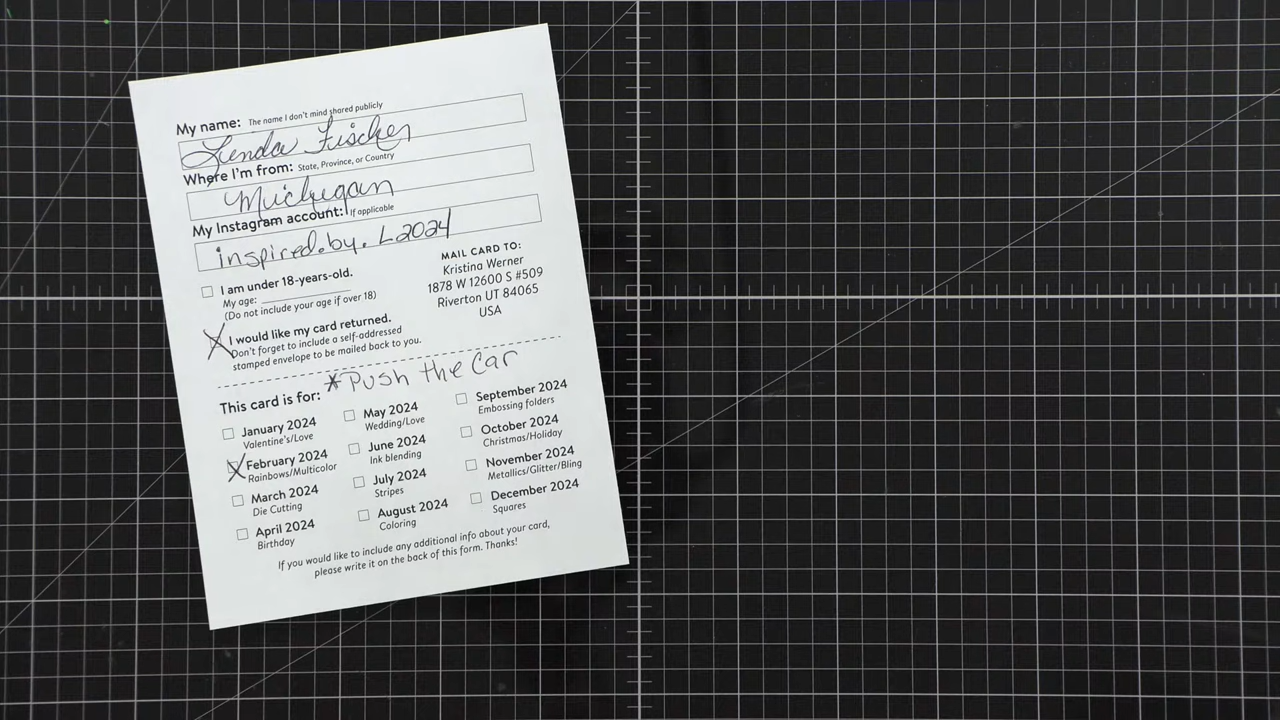 My name: The name I don't mind shared publicly
Linda Fischer
Where I'm from: State, Province, or Country
Michigan
My Instagram account: If applicable
inspired.by.L2024
I am under 18-years-old.
My age:
(Do not include your age if over 18)
X I would like my card returned.
Don't forget to include a self-addressed
stamped envelope to be mailed back to you.
MAIL CARD TO:
Kristina Werner
1878 W 12600 S #509
Riverton UT 84065
USA
*Push the Car
This card is for:
January 2024
Valentine's/Love
X February 2024
Rainbows/Multicolor
March 2024
Die Cutting
April 2024
Birthday
May 2024
Wedding/Love
June 2024
Ink blending
July 2024
Stripes
August 2024
Coloring
September 2024
Embossing folders
October 2024
Christmas/Holiday
November 2024
Metallics/Glitter/Bling
December 2024
Squares
If you would like to include any additional info about your card,
please write it on the back of this form. Thanks!